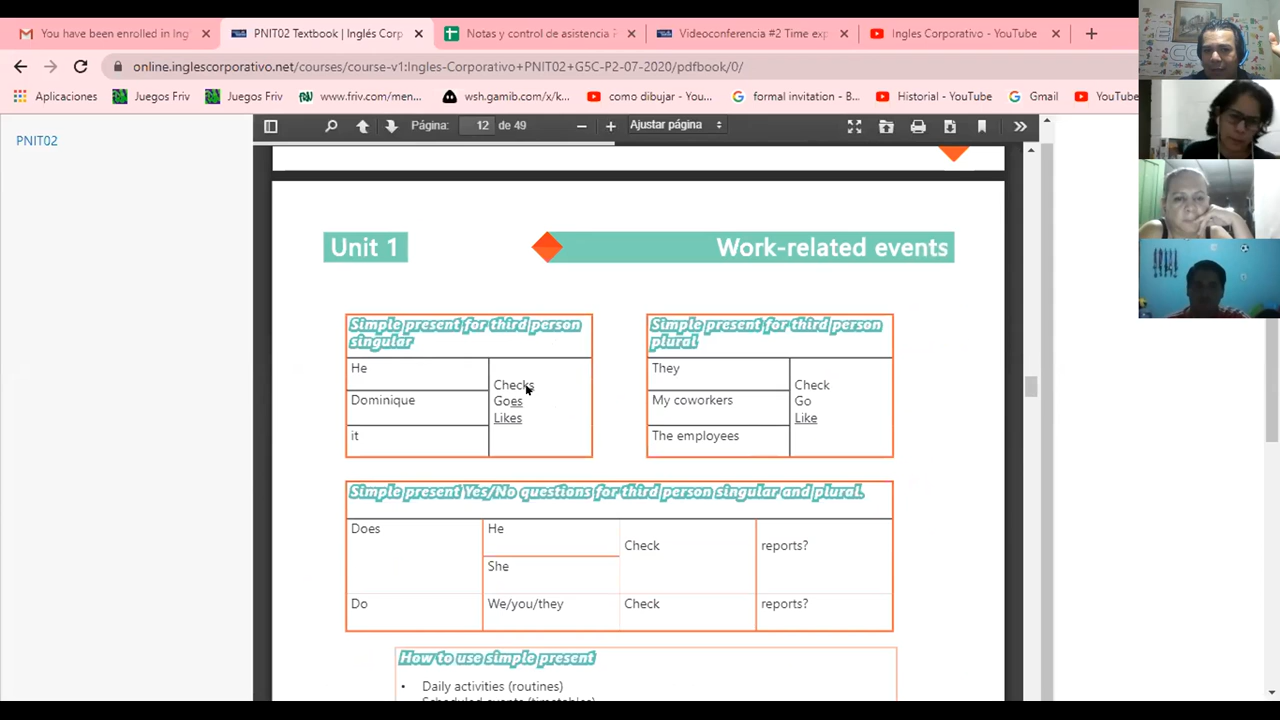 You have been enrolled in Ing
PNIT02 Textbook | Inglés Corp
Notas y control de asistencia
Videoconferencia #2 Time exp
Ingles Corporativo - YouTube
online.inglescorporativo.net/courses/course-v1:Ingles-Corporativo+PNIT02+G5C-P2-07-2020/pdfbook/0/
Aplicaciones
Juegos Friv
Juegos Friv
www.friv.com/men...
wsh.gamib.com/x/k...
como dibujar - You...
formal invitation - B...
Historial - YouTube
Gmail
YouTube
PNIT02
Página: 12 de 49
Ajustar página
Unit 1
Work-related events
Simple present for third person
singular
He
Dominique
it
Checks
Goes
Likes
Simple present for third person
plural
They
My coworkers
The employees
Check
Go
Like
Simple present Yes/No questions for third person singular and plural.
Does
He
She
Check
reports?
Do
We/you/they
Check
reports?
How to use simple present
• Daily activities (routines)
Scheduled events (timetables)